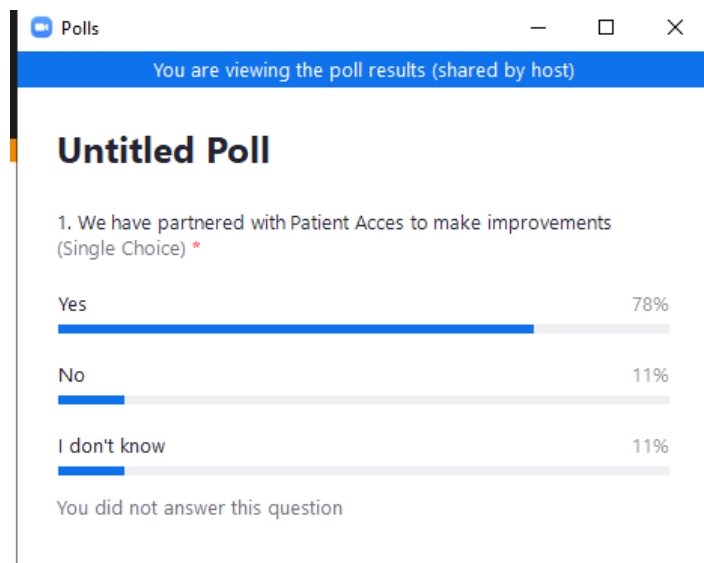 Polls
You are viewing the poll results (shared by host)
Untitled Poll
1. We have partnered with Patient Acces to make improvements
(Single Choice) *
Yes 78%
No 11%
I don't know 11%
You did not answer this question